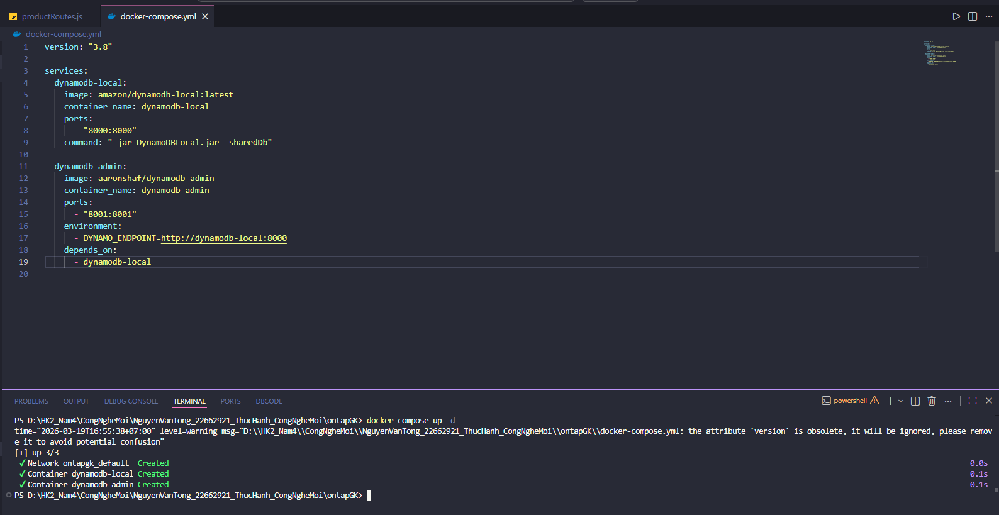 productRoutes.js
docker-compose.yml
docker-compose.yml
1 version: "3.8"
2
3 services:
4 dynamodb-local:
5 image: amazon/dynamodb-local:latest
6 container_name: dynamodb-local
7 ports:
8 - "8000:8000"
9 command: "-jar DynamoDBLocal.jar -sharedDb"
10
11 dynamodb-admin:
12 image: aaronshaf/dynamodb-admin
13 container_name: dynamodb-admin
14 ports:
15 - "8001:8001"
16 environment:
17 - DYNAMO_ENDPOINT=http://dynamodb-local:8000
18 depends_on:
19 - dynamodb-local
20
PROBLEMS OUTPUT DEBUG CONSOLE TERMINAL PORTS DBCODE powershell
PS D:\HK2_Nam4\CongNgheMoi\NguyenVanTong_22662921_ThucHanh_CongNgheMoi\ontapGK> docker compose up -d
time="2026-03-19T16:55:38+07:00" level=warning msg="D:\\HK2_Nam4\\CongNgheMoi\\NguyenVanTong_22662921_ThucHanh_CongNgheMoi\\ontapGK\\docker-compose.yml: the attribute `version` is obsolete, it will be ignored, please remov
e it to avoid potential confusion"
[+] up 3/3
✓ Network ontapgk_default Created 0.0s
✓ Container dynamodb-local Created 0.1s
✓ Container dynamodb-admin Created 0.1s
PS D:\HK2_Nam4\CongNgheMoi\NguyenVanTong_22662921_ThucHanh_CongNgheMoi\ontapGK>